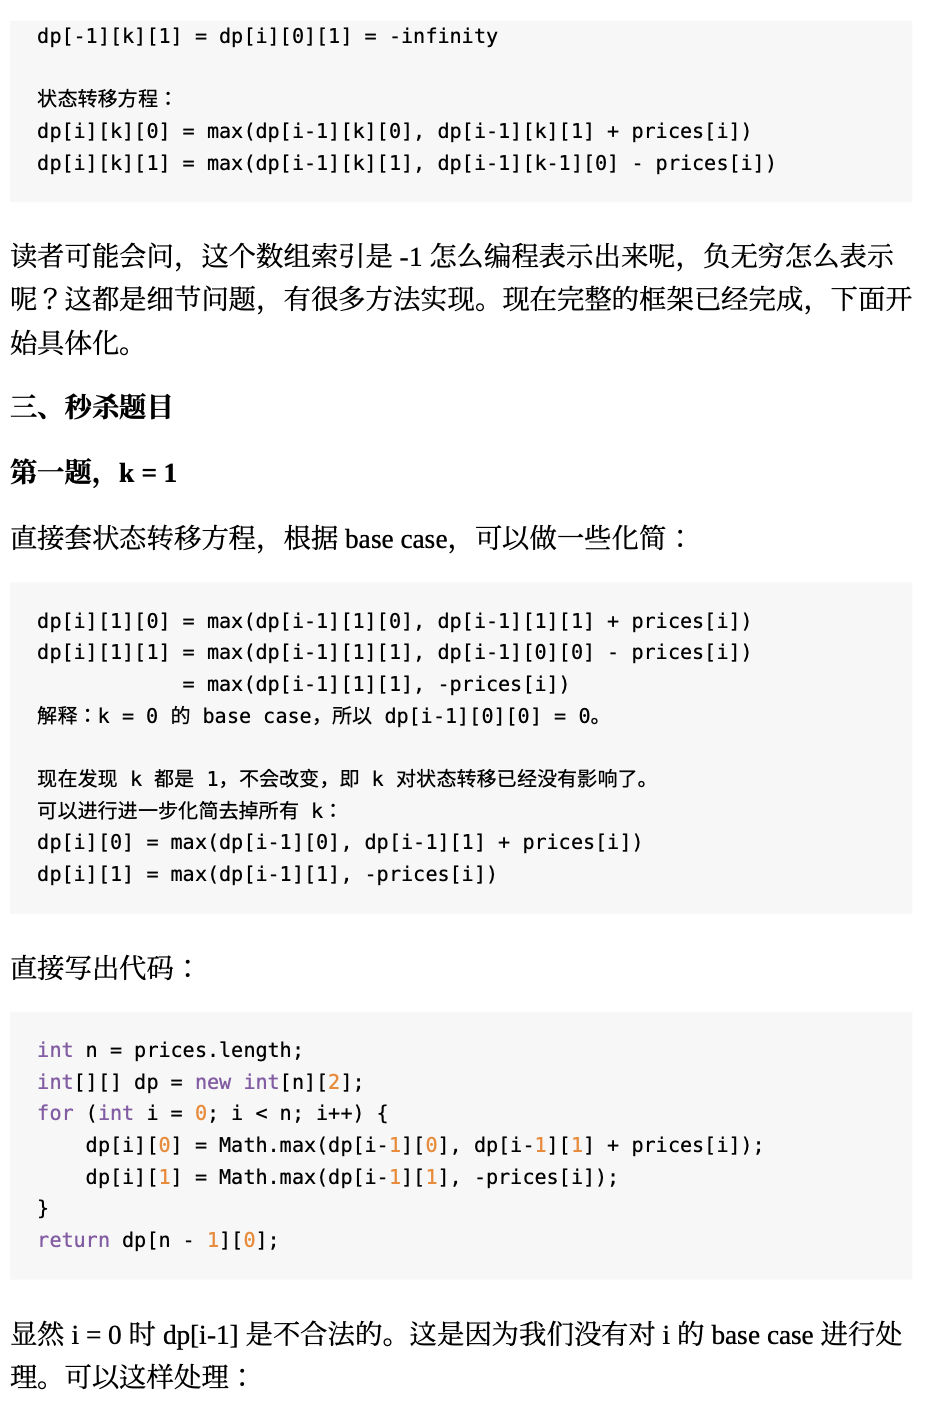 dp[-1][k][1] = dp[i][0][1] = -infinity
状态转移方程：
dp[i][k][0] = max(dp[i-1][k][0], dp[i-1][k][1] + prices[i])
dp[i][k][1] = max(dp[i-1][k][1], dp[i-1][k-1][0] - prices[i])
读者可能会问，这个数组索引是 -1 怎么编程表示出来呢，负无穷怎么表示
呢？这都是细节问题，有很多方法实现。现在完整的框架已经完成，下面开
始具体化。
三、秒杀题目
第一题，k = 1
直接套状态转移方程，根据 base case，可以做一些化简：
dp[i][1][0] = max(dp[i-1][1][0], dp[i-1][1][1] + prices[i])
dp[i][1][1] = max(dp[i-1][1][1], dp[i-1][0][0] - prices[i])
            = max(dp[i-1][1][1], -prices[i])
解释：k = 0 的 base case，所以 dp[i-1][0][0] = 0。
现在发现 k 都是 1，不会改变，即 k 对状态转移已经没有影响了。
可以进行进一步化简去掉所有 k：
dp[i][0] = max(dp[i-1][0], dp[i-1][1] + prices[i])
dp[i][1] = max(dp[i-1][1], -prices[i])
直接写出代码：
int n = prices.length;
int[][] dp = new int[n][2];
for (int i = 0; i < n; i++) {
    dp[i][0] = Math.max(dp[i-1][0], dp[i-1][1] + prices[i]);
    dp[i][1] = Math.max(dp[i-1][1], -prices[i]);
}
return dp[n - 1][0];
显然 i = 0 时 dp[i-1] 是不合法的。这是因为我们没有对 i 的 base case 进行处
理。可以这样处理：